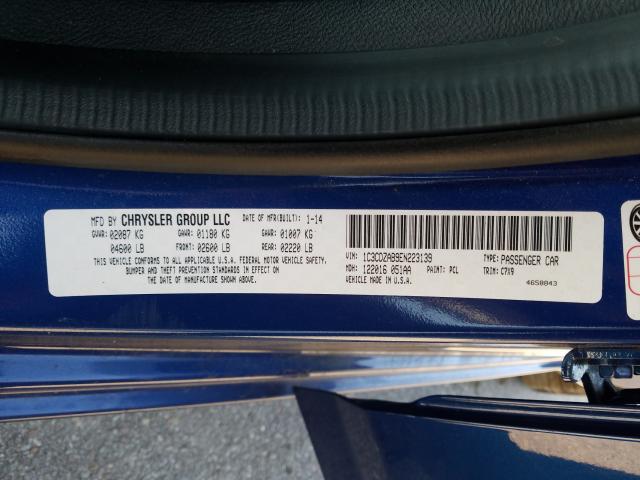 MFD BY CHRYSLER GROUP LLC DATE OF MFR(BUILT): 1-14
GVWR: 02087 KG GAWR: 01180 KG GAWR: 01007 KG
04600 LB FRONT: 02600 LB REAR: 02220 LB
CONFORMS TO ALL APPLICABLE U.S.A. FEDERAL MOTOR VEHICLE SAFETY,
BUMPER AND THEFT PREVENTION STANDARDS IN EFFECT ON
THE DATE OF MANUFACTURE SHOWN ABOVE.
VIN: 1C3CDZAB9EN223139 TYPE: PASSENGER CAR
MDH: 122016 051AA PAINT: PCL TRIM: C7X9
VEHICLE MADE IN U.S.A. 46S8843